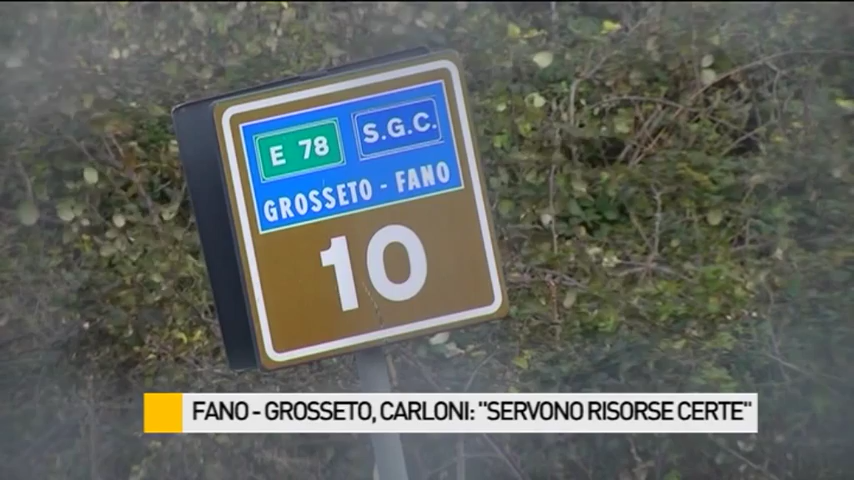 E 78
S.G.C.
GROSSETO - FANO
10
FANO - GROSSETO, CARLONI: "SERVONO RISORSE CERTE"